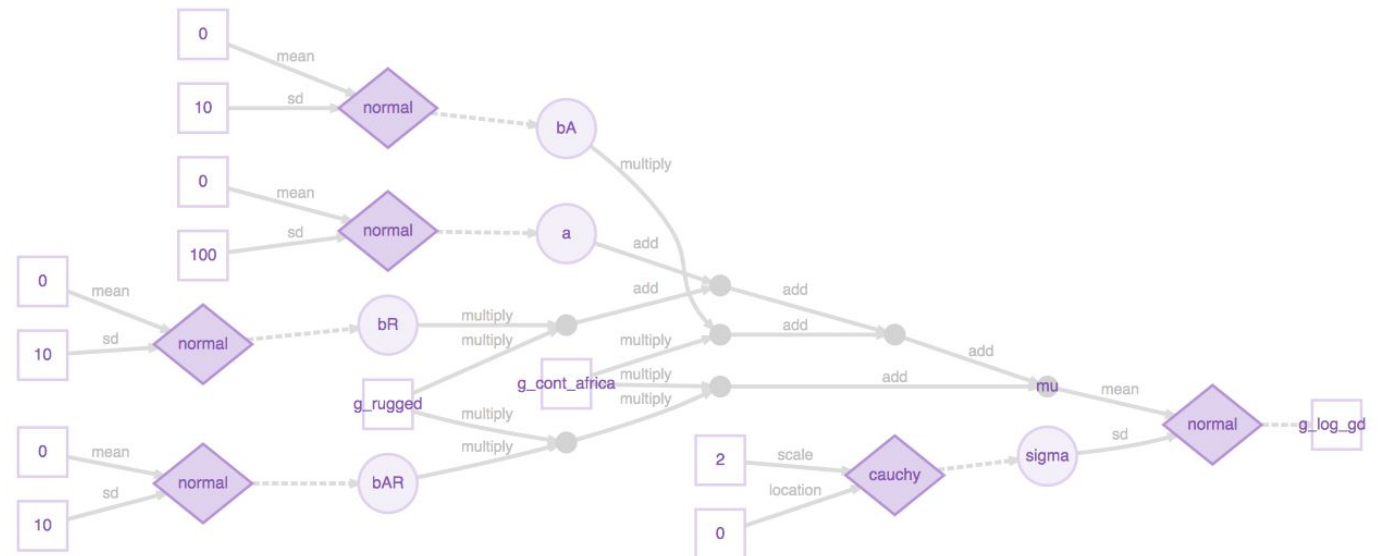 0
mean
10
sd
normal
bA
multiply
0
mean
100
sd
normal
a
add
0
mean
10
sd
normal
bR
multiply
multiply
add
add
add
g_rugged
multiply
multiply
g_cont_africa
multiply
multiply
multiply
add
add
mu
mean
0
mean
10
sd
normal
bAR
2
scale
location
0
cauchy
sigma
sd
normal
g_log_gd